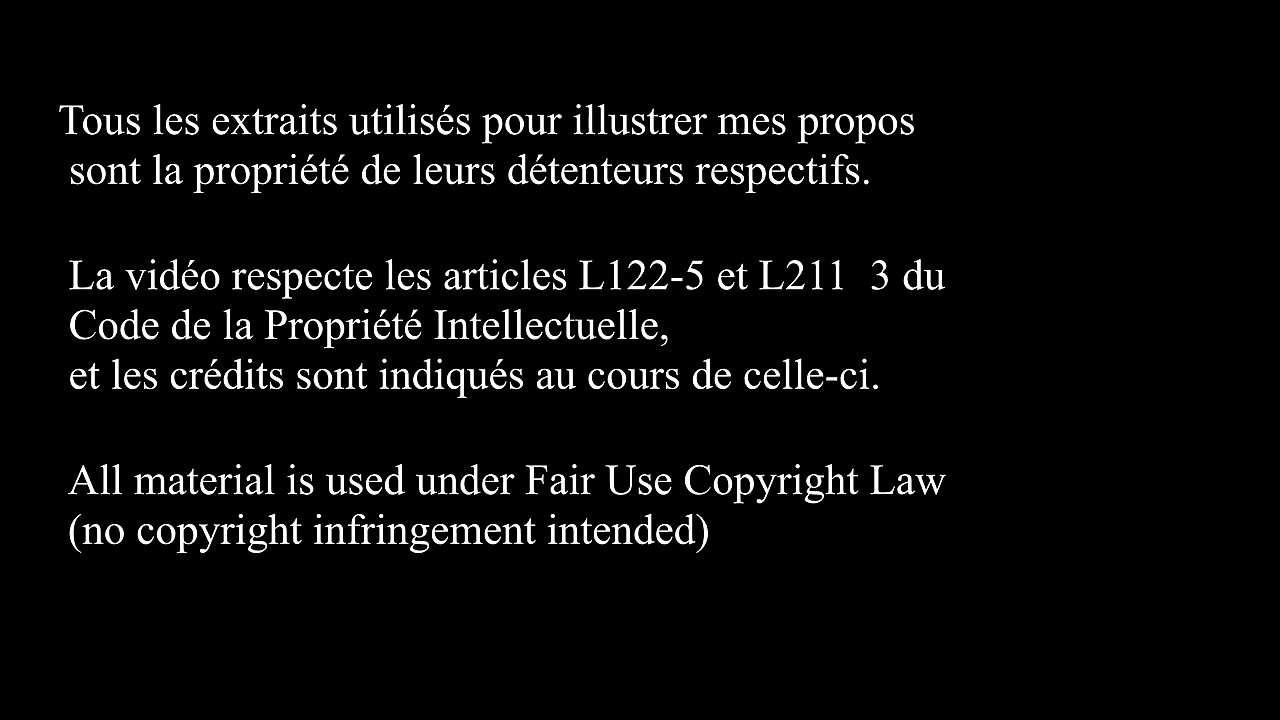 Tous les extraits utilisés pour illustrer mes propos
sont la propriété de leurs détenteurs respectifs.
La vidéo respecte les articles L122-5 et L211  3 du
Code de la Propriété Intellectuelle,
et les crédits sont indiqués au cours de celle-ci.
All material is used under Fair Use Copyright Law
(no copyright infringement intended)